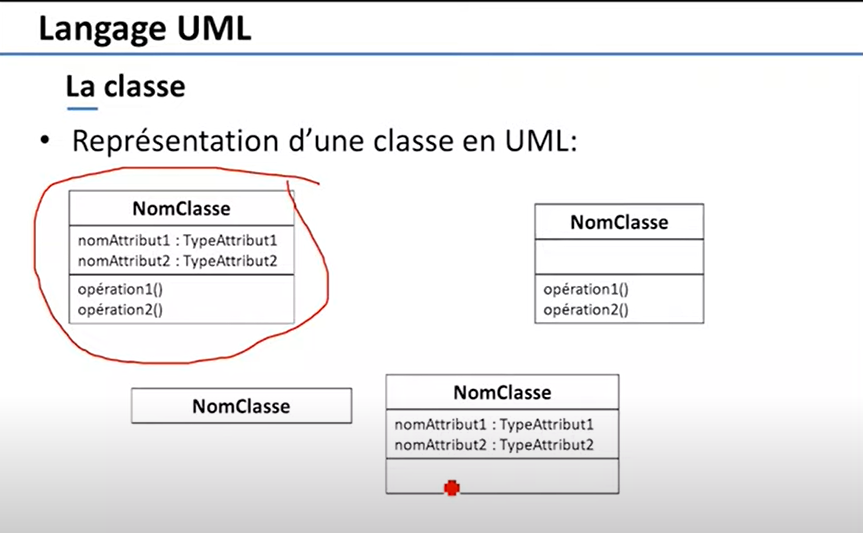 Langage UML
La classe
• Représentation d'une classe en UML:
NomClasse
nomAttribut1 : TypeAttribut1
nomAttribut2 : TypeAttribut2
opération1()
opération2()
NomClasse
opération1()
opération2()
NomClasse
NomClasse
nomAttribut1 : TypeAttribut1
nomAttribut2 : TypeAttribut2